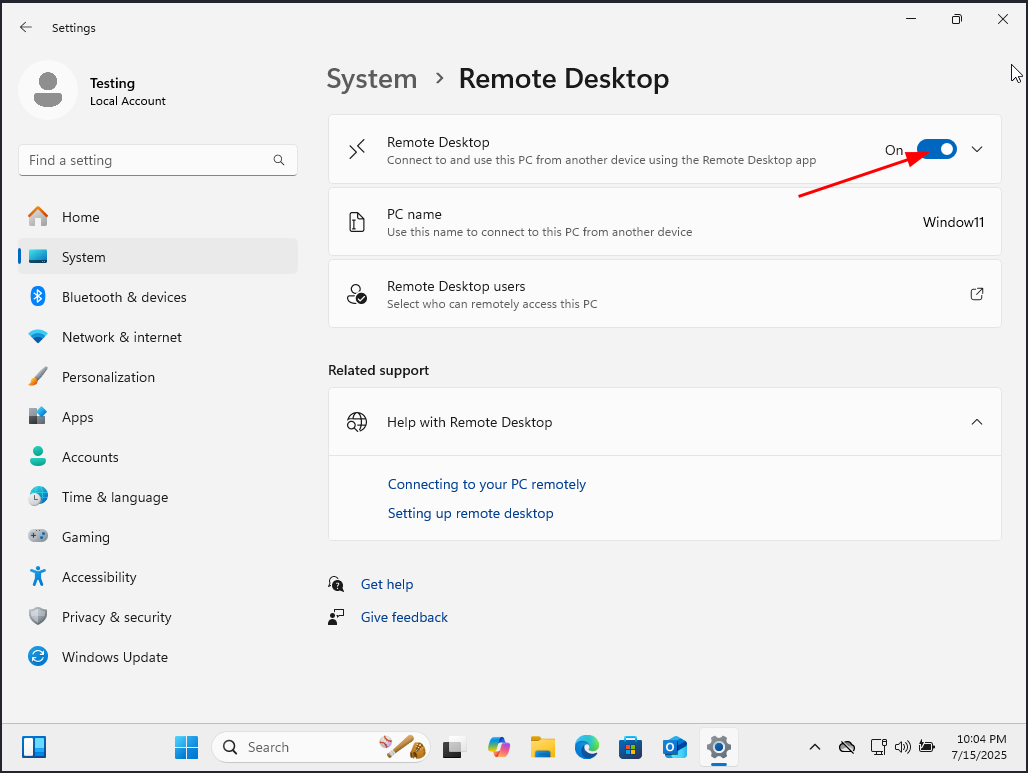 Settings
Testing
Local Account
Find a setting
Home
System
Bluetooth & devices
Network & internet
Personalization
Apps
Accounts
Time & language
Gaming
Accessibility
Privacy & security
Windows Update
System > Remote Desktop
Remote Desktop
Connect to and use this PC from another device using the Remote Desktop app
On
PC name
Use this name to connect to this PC from another device
Window11
Remote Desktop users
Select who can remotely access this PC
Related support
Help with Remote Desktop
Connecting to your PC remotely
Setting up remote desktop
Get help
Give feedback
Search
10:04 PM
7/15/2025